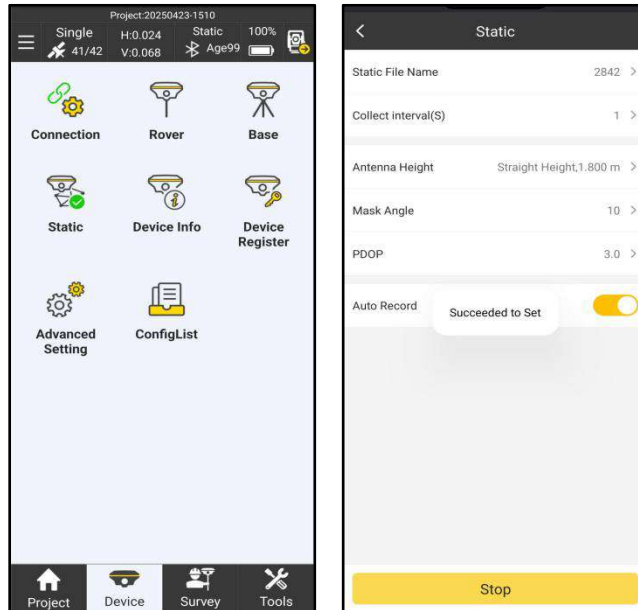 Project:20250423-1510
Single H:0.024 Static 100%
41/42 V:0.068 Age99
Connection Rover Base
Static Device Info Device Register
Advanced Setting ConfigList
Project Device Survey Tools
Static
Static File Name 2842
Collect interval(S) 1
Antenna Height Straight Height,1.800 m
Mask Angle 10
PDOP 3.0
Auto Record
Succeeded to Set
Stop